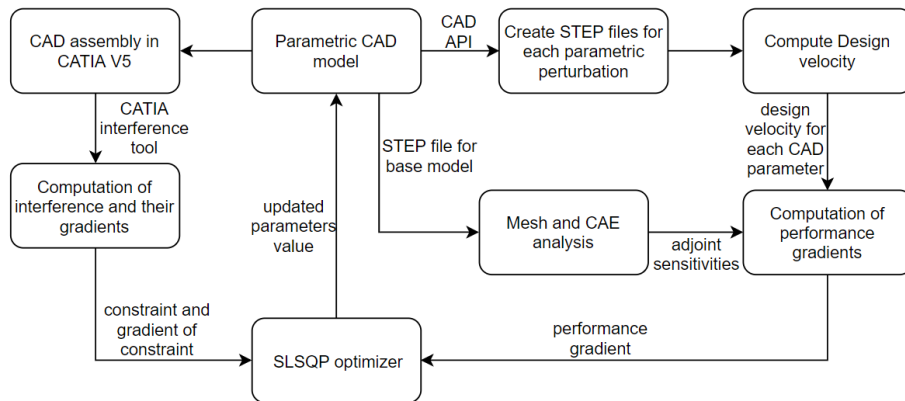 CAD assembly in
CATIA V5
Parametric CAD
model
CAD
API
Create STEP files for
each parametric
perturbation
Compute Design
velocity
CATIA
interference
tool
STEP file for
base model
design
velocity for
each CAD
parameter
Computation of
interference and their
gradients
updated
parameters
value
Mesh and CAE
analysis
adjoint
sensitivities
Computation of
performance
gradients
constraint and
gradient of
constraint
SLSQP optimizer
performance
gradient